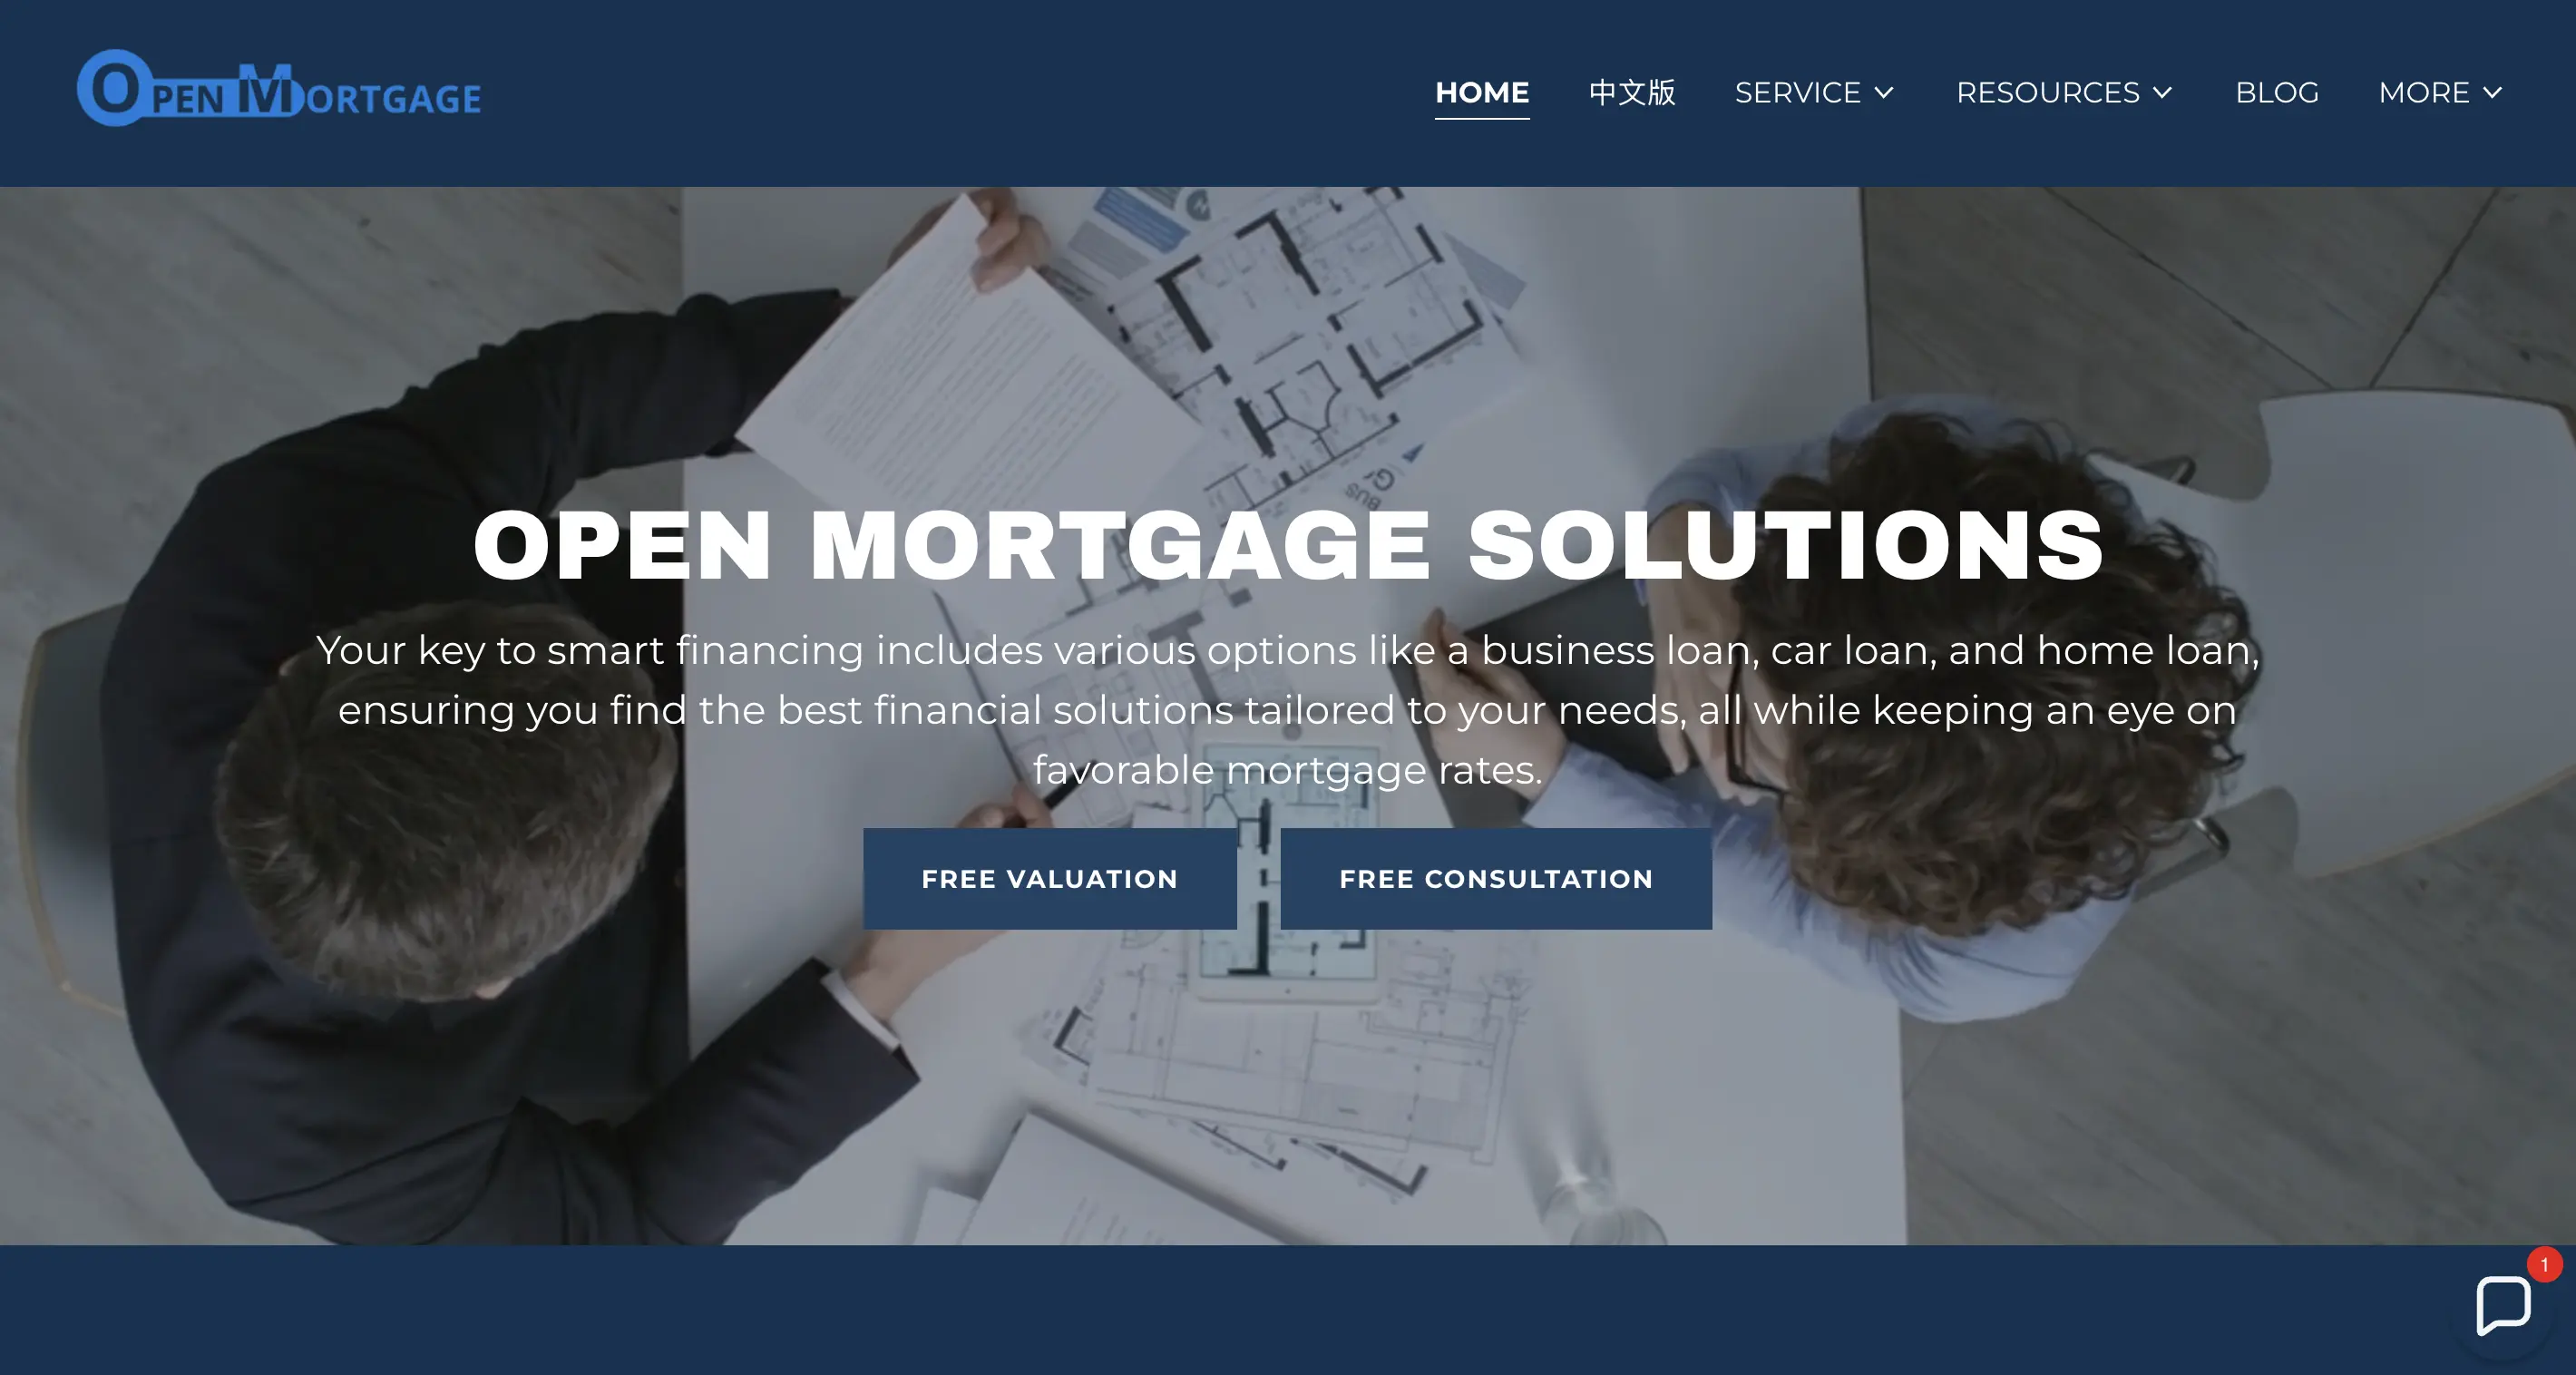 OPEN MORTGAGE
HOME 中文版 SERVICE RESOURCES BLOG MORE
OPEN MORTGAGE SOLUTIONS
Your key to smart financing includes various options like a business loan, car loan, and home loan,
ensuring you find the best financial solutions tailored to your needs, all while keeping an eye on
favorable mortgage rates.
FREE VALUATION FREE CONSULTATION
1